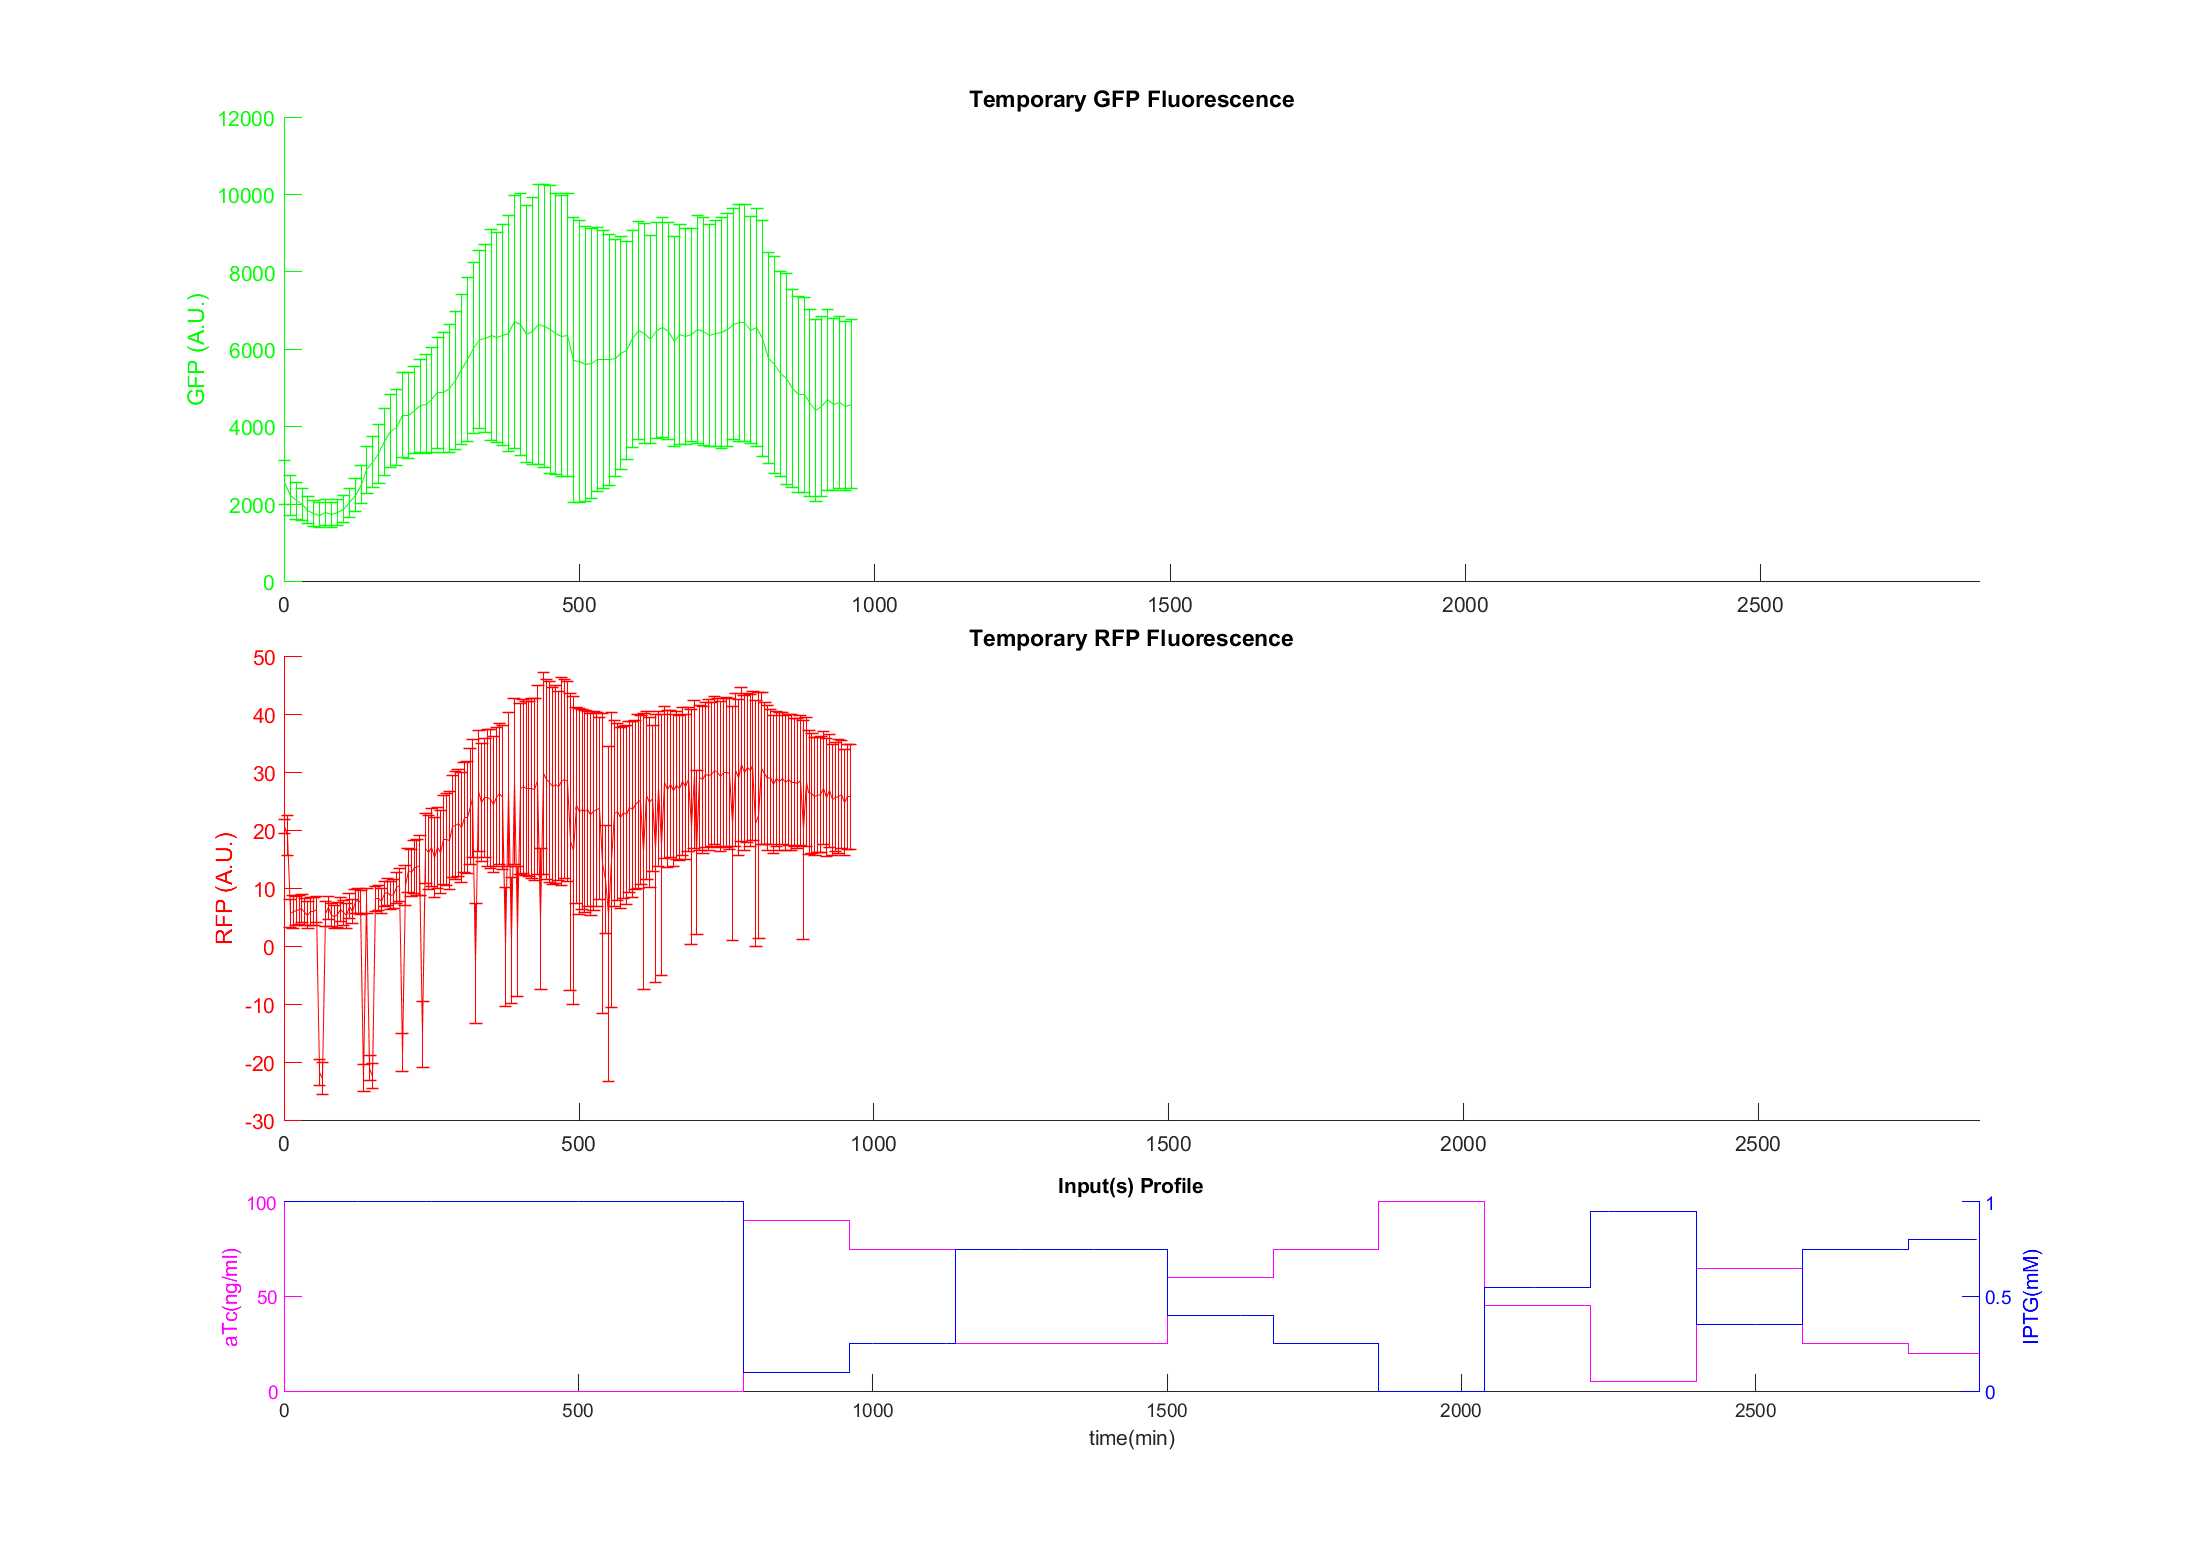 Temporary GFP Fluorescence
12000
10000
8000
6000
4000
2000
0
GFP (A.U.)
0 500 1000 1500 2000 2500
Temporary RFP Fluorescence
50
40
30
20
10
0
-10
-20
-30
RFP (A.U.)
0 500 1000 1500 2000 2500
Input(s) Profile
100
50
0
aTc(ng/ml)
1
0.5
0
IPTG(mM)
0 500 1000 1500 2000 2500
time(min)